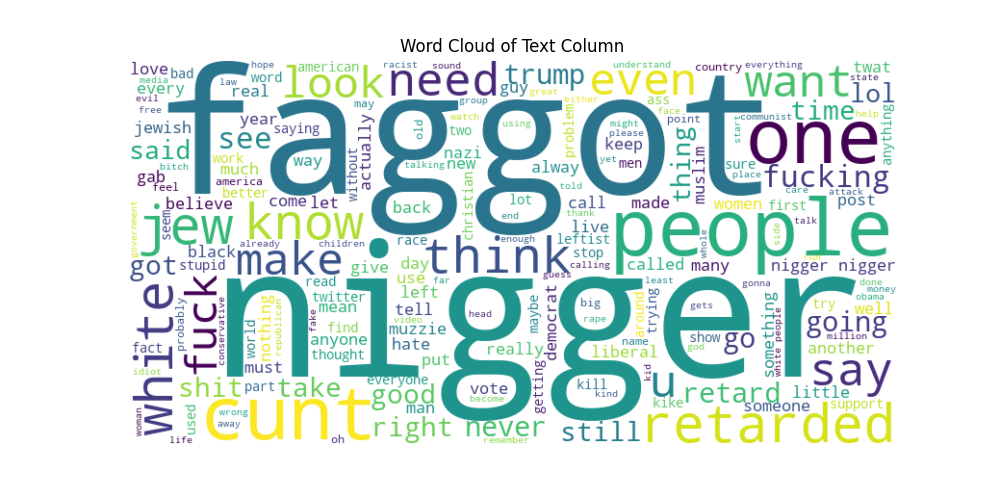 Word Cloud of Text Column
love bad hope american racist sound understand everything twat
media every law word look need trump even country want state
evil real guy great ass time lol
free faggot
jewish year may group watch using either face communist help
said see saying actually old two might please point thing start one anything
gab work way talking nazi new always probleme keep men muslim sure fucking
bitch much without yet place
feel america better christian lot told care attack
believe come let back end thank call made women first post
jew know race enough live leftist people talk
government seem black already children think stop whole side
got make give day calling called many nigger nigger
white stupid fuck read use far guess least gonna done money obama
nigger
probably conservative nothing republican twitter left video tell head maybe democrat big around trying gets try well
fact world fake mean find muzzie rape name show go something white people million going
idiot must anyone hate really liberal god another
thought put getting kid say
shit part take everyone good vote kill kind u retard little
cunt become kike someone support
woman used wrong man
away right never still retarded
life oh remember